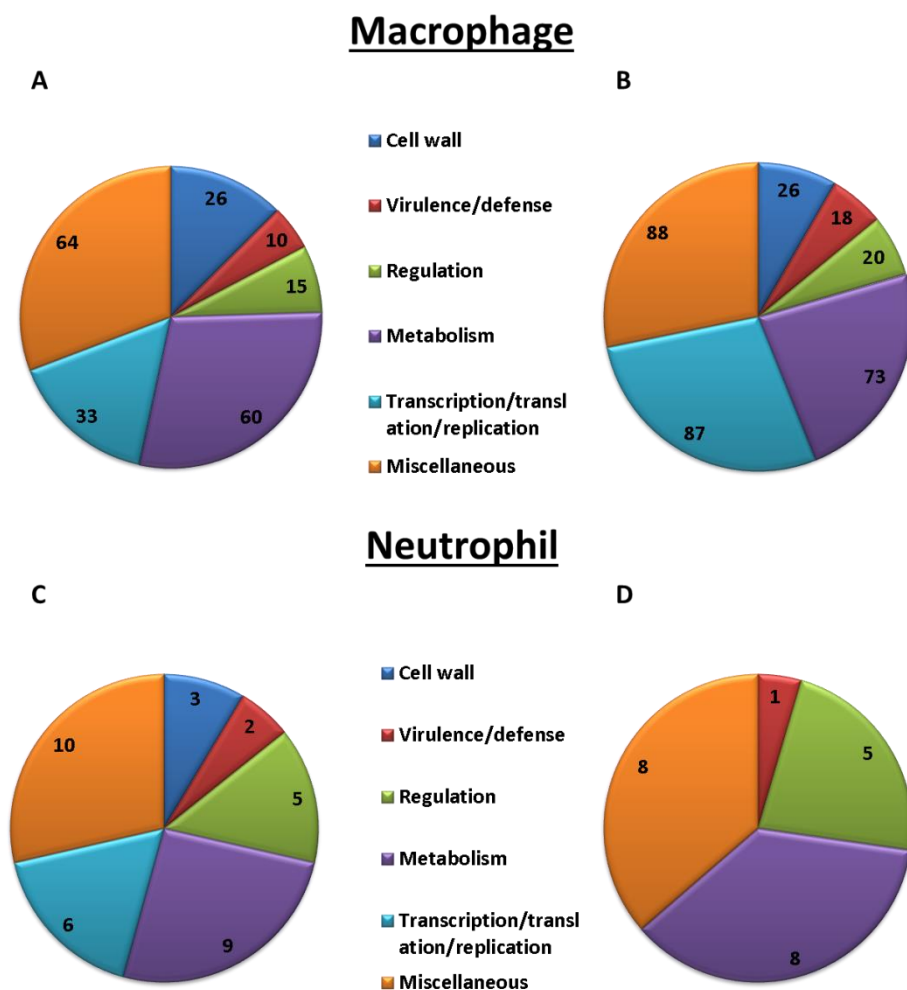 Macrophage
A
B
Cell wall
Virulence/defense
Regulation
Metabolism
Transcription/transl
ation/replication
Miscellaneous
26
10
15
60
33
64
26
18
20
73
87
88
Neutrophil
C
D
Cell wall
Virulence/defense
Regulation
Metabolism
Transcription/transl
ation/replication
Miscellaneous
3
2
5
9
6
10
1
5
8
8